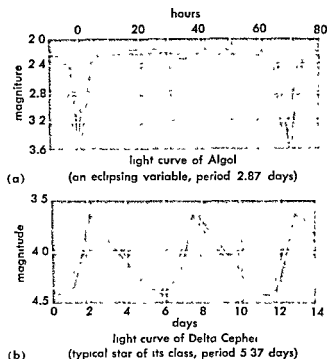 hours
0 20 40 60 80
2 0
2.4
2.8
3.2
3.6
magniture
light curve of Algol
(a) (an eclipsing variable, period 2.87 days)
3.5
4.0
4.5
magnitude
0 2 4 6 8 10 12 14
days
light curve of Delta Cephei
(b) (typical star of its class, period 5 37 days)